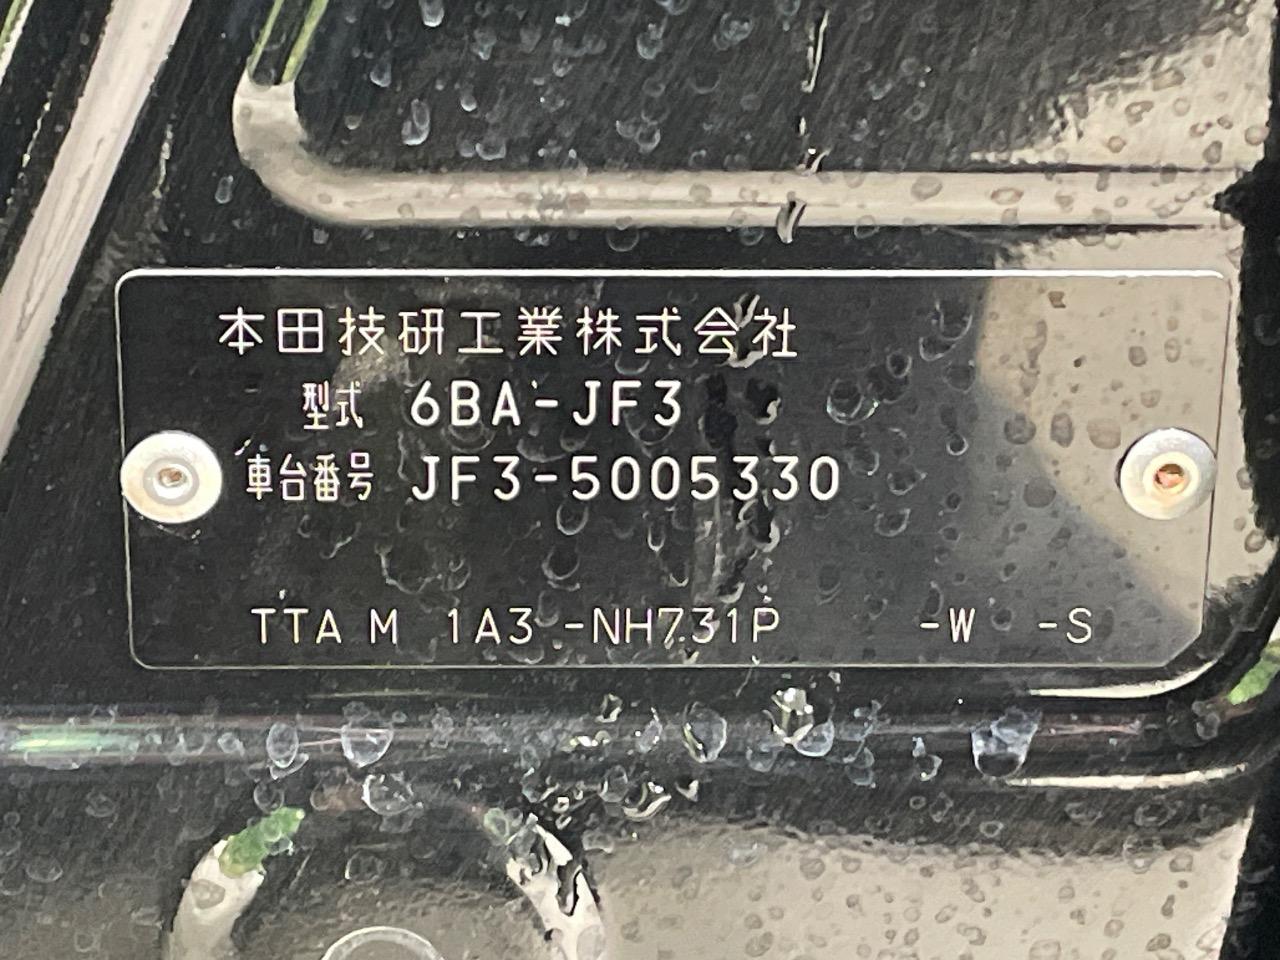 本田技研工業株式会社
型式 6BA-JF3
車台番号 JF3-5005330
TTA M 1A3 -NH731P -W -S